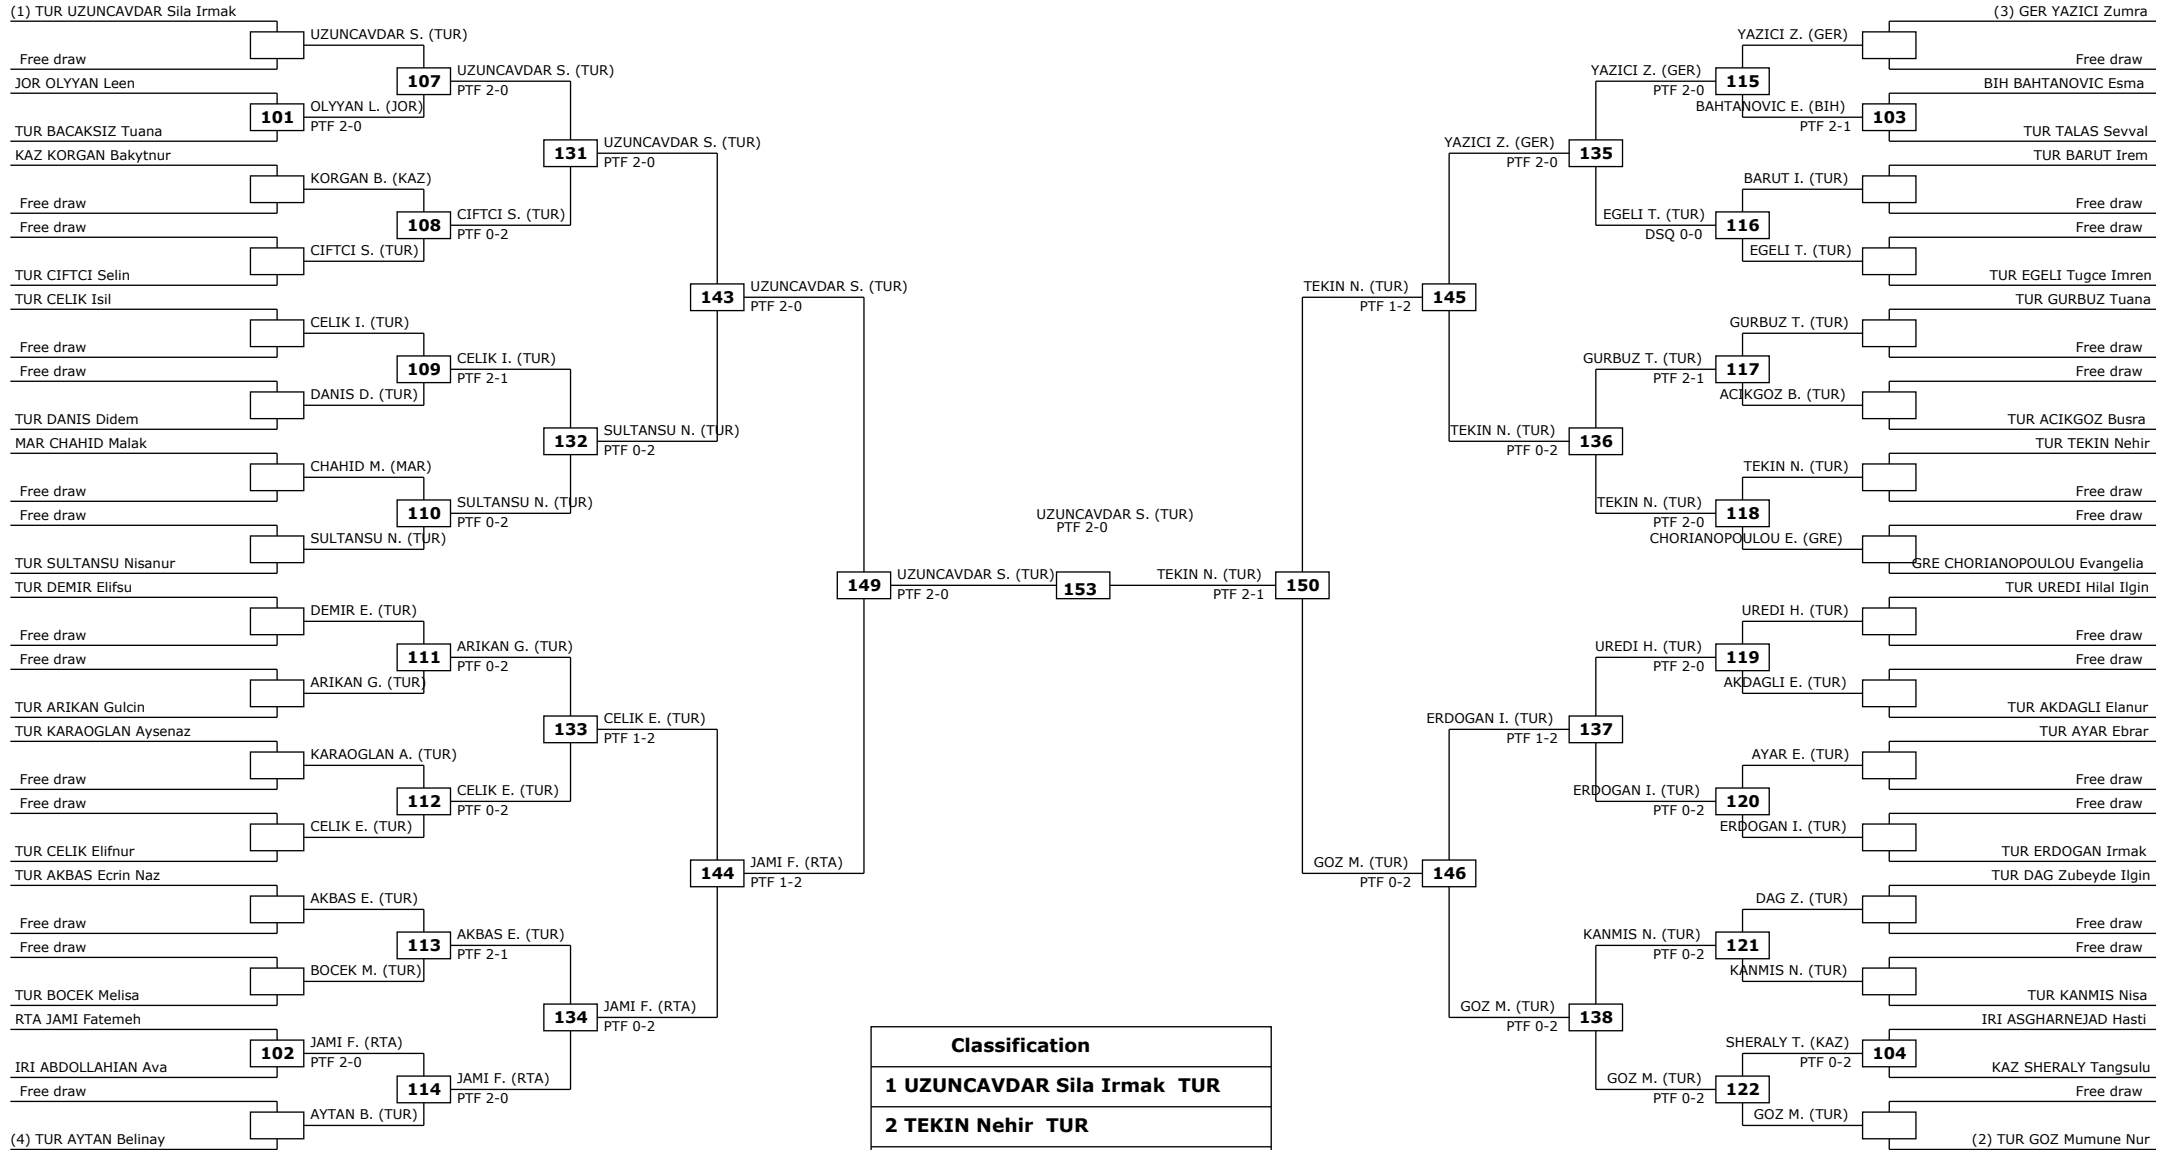 (1) TUR UZUNCAVDAR Sila Irmak
UZUNCAVDAR S. (TUR)
Free draw
107
UZUNCAVDAR S. (TUR)
PTF 2-0
JOR OLYYAN Leen
101
OLYYAN L. (JOR)
PTF 2-0
TUR BACAKSIZ Tuana
131
UZUNCAVDAR S. (TUR)
PTF 2-0
KAZ KORGAN Bakytnur
KORGAN B. (KAZ)
Free draw
108
CIFTCI S. (TUR)
PTF 0-2
Free draw
CIFTCI S. (TUR)
TUR CIFTCI Selin
143
UZUNCAVDAR S. (TUR)
PTF 2-0
TUR CELIK Isil
CELIK I. (TUR)
Free draw
109
CELIK I. (TUR)
PTF 2-1
Free draw
DANIS D. (TUR)
TUR DANIS Didem
132
SULTANSU N. (TUR)
PTF 0-2
MAR CHAHID Malak
CHAHID M. (MAR)
Free draw
110
SULTANSU N. (TUR)
PTF 0-2
Free draw
SULTANSU N. (TUR)
TUR SULTANSU Nisanur
149
UZUNCAVDAR S. (TUR)
PTF 2-0
TUR DEMIR Elifsu
DEMIR E. (TUR)
Free draw
111
ARIKAN G. (TUR)
PTF 0-2
Free draw
ARIKAN G. (TUR)
TUR ARIKAN Gulcin
133
CELIK E. (TUR)
PTF 1-2
TUR KARAOGLAN Aysenaz
KARAOGLAN A. (TUR)
Free draw
112
CELIK E. (TUR)
PTF 0-2
Free draw
CELIK E. (TUR)
TUR CELIK Elifnur
144
JAMI F. (RTA)
PTF 1-2
TUR AKBAS Ecrin Naz
AKBAS E. (TUR)
Free draw
113
AKBAS E. (TUR)
PTF 2-1
Free draw
BOCEK M. (TUR)
TUR BOCEK Melisa
134
JAMI F. (RTA)
PTF 0-2
RTA JAMI Fatemeh
102
JAMI F. (RTA)
PTF 2-0
IRI ABDOLLAHIAN Ava
114
JAMI F. (RTA)
PTF 2-0
Free draw
AYTAN B. (TUR)
(4) TUR AYTAN Belinay
UZUNCAVDAR S. (TUR)
PTF 2-0
153
(3) GER YAZICI Zumra
YAZICI Z. (GER)
Free draw
YAZICI Z. (GER)
PTF 2-0
115
BIH BAHTANOVIC Esma
BAHTANOVIC E. (BIH)
PTF 2-1
103
TUR TALAS Sevval
YAZICI Z. (GER)
PTF 2-0
135
TUR BARUT Irem
BARUT I. (TUR)
Free draw
EGELI T. (TUR)
DSQ 0-0
116
Free draw
EGELI T. (TUR)
TUR EGELI Tugce Imren
TEKIN N. (TUR)
PTF 1-2
145
TUR GURBUZ Tuana
GURBUZ T. (TUR)
Free draw
GURBUZ T. (TUR)
PTF 2-1
117
Free draw
ACIKGOZ B. (TUR)
TUR ACIKGOZ Busra
TEKIN N. (TUR)
PTF 0-2
136
TUR TEKIN Nehir
TEKIN N. (TUR)
Free draw
TEKIN N. (TUR)
PTF 2-0
118
Free draw
CHORIANOPOULOU E. (GRE)
GRE CHORIANOPOULOU Evangelia
TEKIN N. (TUR)
PTF 2-1
150
TUR UREDI Hilal Ilgin
UREDI H. (TUR)
Free draw
UREDI H. (TUR)
PTF 2-0
119
Free draw
AKDAGLI E. (TUR)
TUR AKDAGLI Elanur
ERDOGAN I. (TUR)
PTF 1-2
137
TUR AYAR Ebrar
AYAR E. (TUR)
Free draw
ERDOGAN I. (TUR)
PTF 0-2
120
Free draw
ERDOGAN I. (TUR)
TUR ERDOGAN Irmak
GOZ M. (TUR)
PTF 0-2
146
TUR DAG Zubeyde Ilgin
DAG Z. (TUR)
Free draw
KANMIS N. (TUR)
PTF 0-2
121
Free draw
KANMIS N. (TUR)
TUR KANMIS Nisa
GOZ M. (TUR)
PTF 0-2
138
IRI ASGHARNEJAD Hasti
SHERALY T. (KAZ)
PTF 0-2
104
KAZ SHERALY Tangsulu
GOZ M. (TUR)
PTF 0-2
122
Free draw
GOZ M. (TUR)
(2) TUR GOZ Mumune Nur
Classification
1 UZUNCAVDAR Sila Irmak TUR
2 TEKIN Nehir TUR